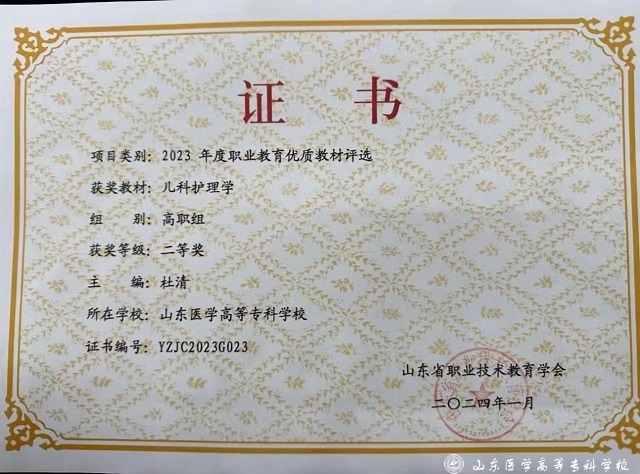 证 书
项目类别：2023 年度职业教育优质教材评选
获奖教材：儿科护理学
组 别：高职组
获奖等级：二等奖
主 编：杜清
所在学校：山东医学高等专科学校
证书编号：YZJC2023G023
山东省职业技术教育学会
二〇二四年一月
山东医学高等专科学校